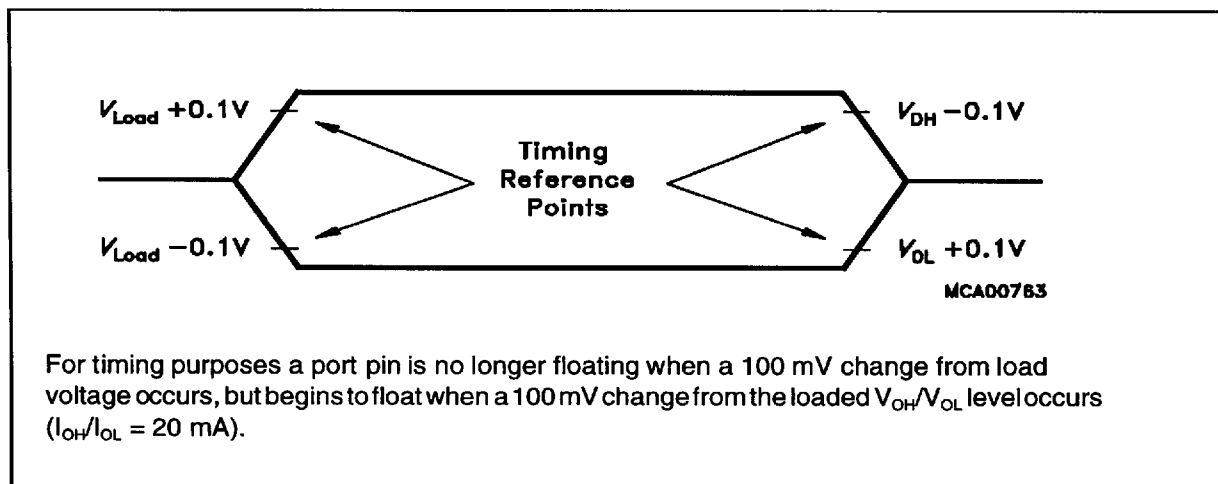 V_Load +0.1V
V_DH −0.1V
Timing
Reference
Points
V_Load −0.1V
V_DL +0.1V
MCA00763
For timing purposes a port pin is no longer floating when a 100 mV change from load
voltage occurs, but begins to float when a 100 mV change from the loaded V_OH/V_OL level occurs
(I_OH/I_OL = 20 mA).